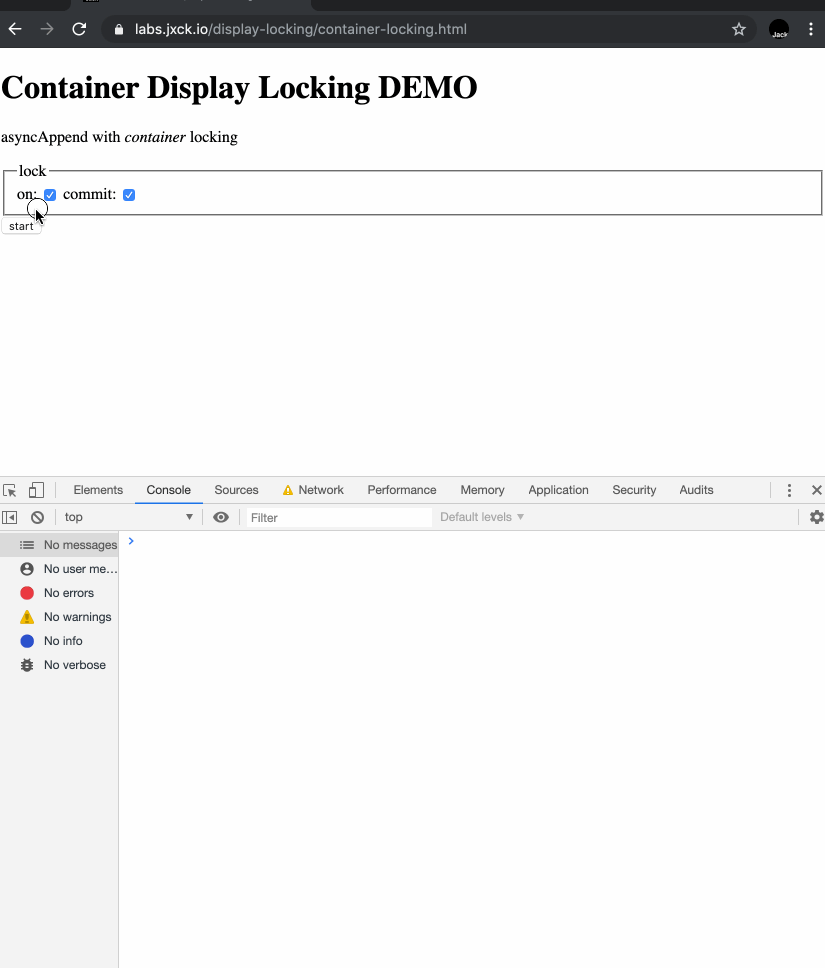 labs.jxck.io/display-locking/container-locking.html
Jack
Container Display Locking DEMO
asyncAppend with container locking
lock
on: commit:
start
Elements Console Sources Network Performance Memory Application Security Audits
top Filter Default levels ▼
No messages
No user me...
No errors
No warnings
No info
No verbose